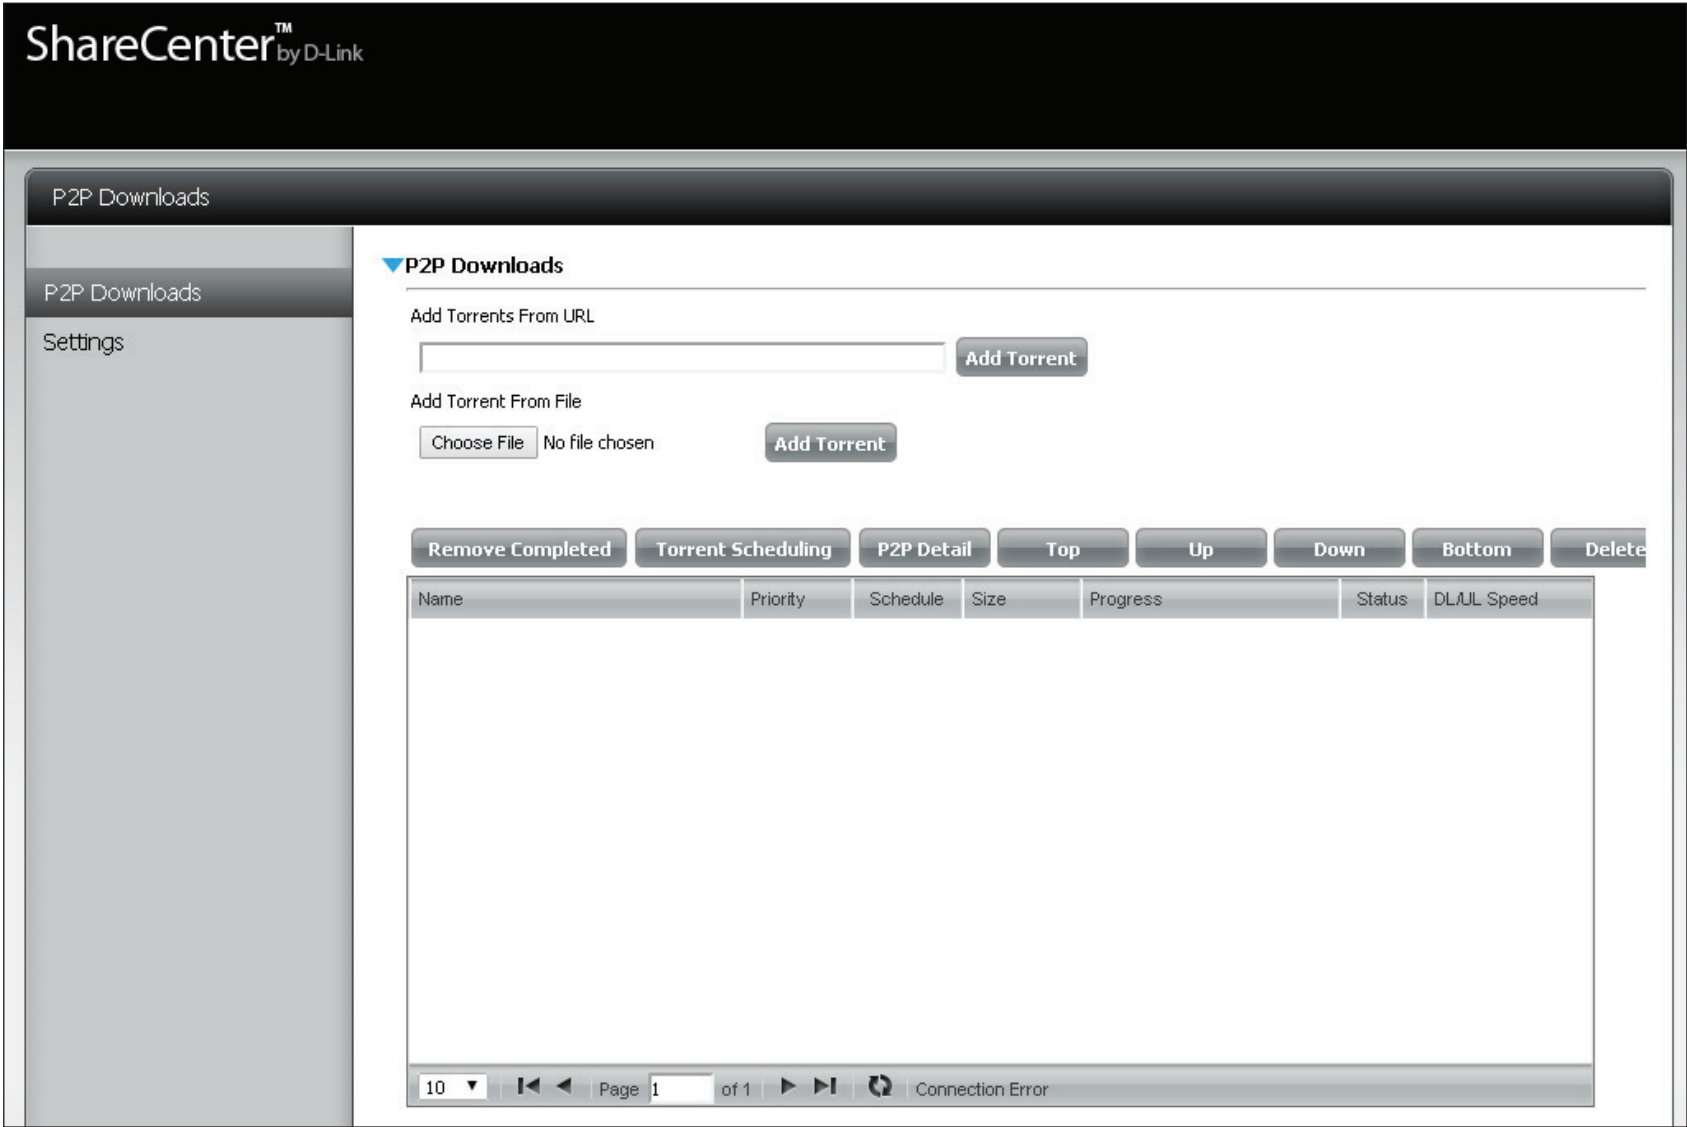 ShareCenter™ by D-Link
P2P Downloads
P2P Downloads
Settings
P2P Downloads
Add Torrents From URL
Add Torrent
Add Torrent From File
Choose File No file chosen Add Torrent
Remove Completed Torrent Scheduling P2P Detail Top Up Down Bottom Delete
Name Priority Schedule Size Progress Status DL/UL Speed
10 Page 1 of 1 Connection Error